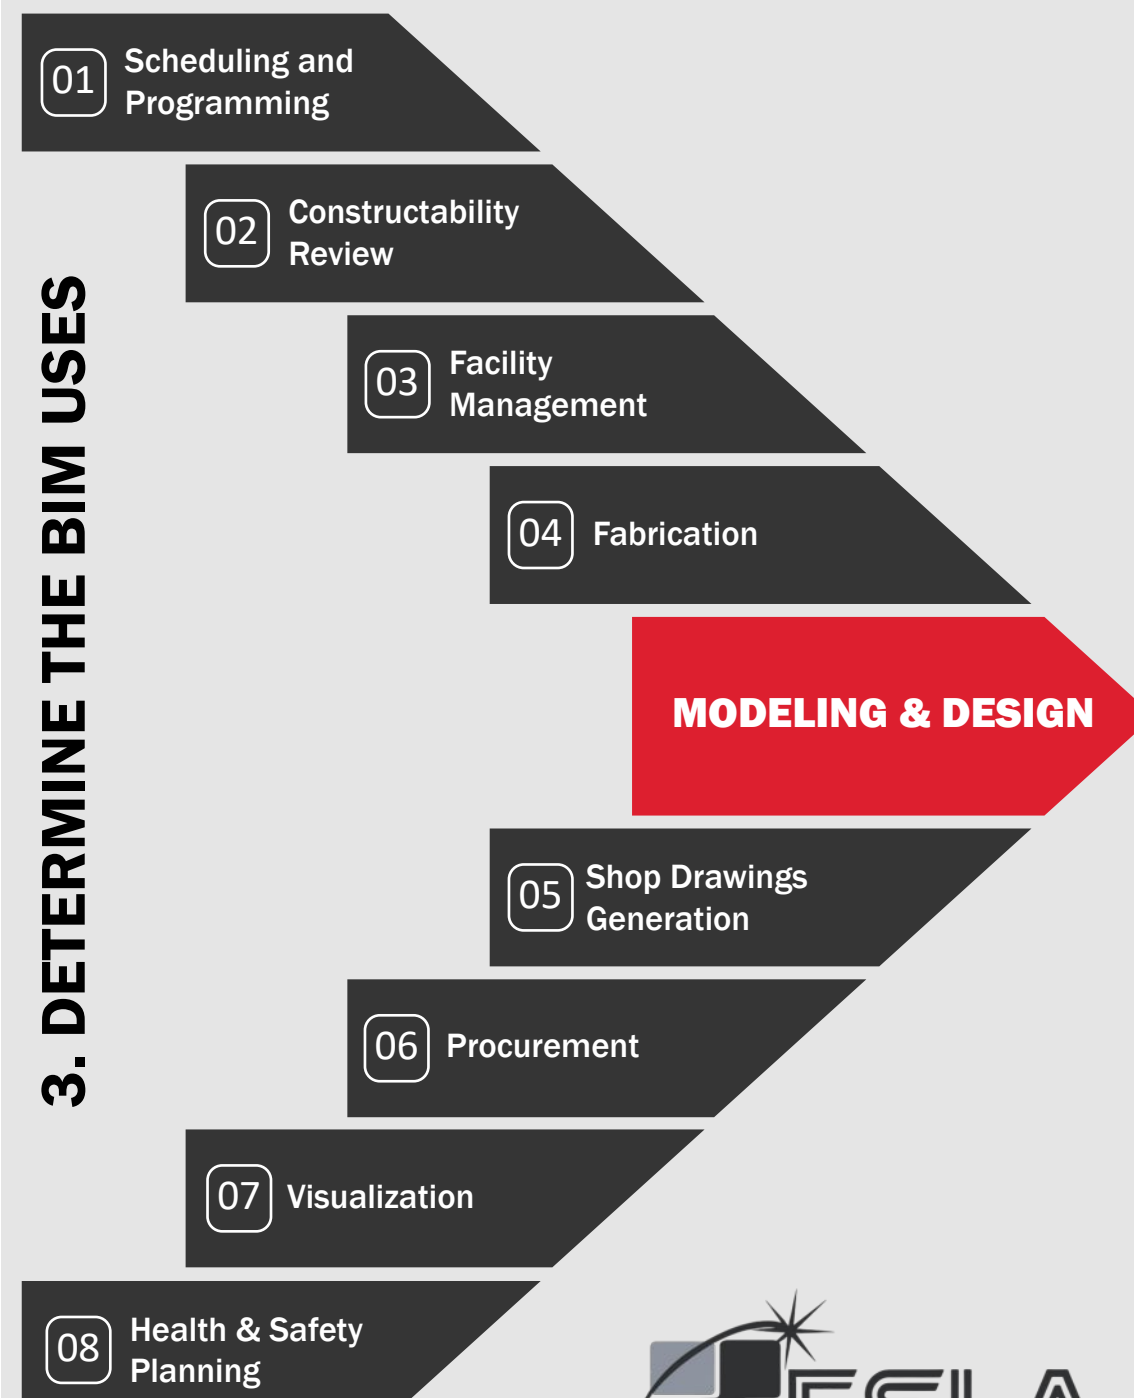 01
Scheduling and
Programming
02
Constructability
Review
3. DETERMINE THE BIM USES
03
Facility
Management
04
Fabrication
MODELING & DESIGN
05
Shop Drawings
Generation
06
Procurement
07
Visualization
08
Health & Safety
Planning